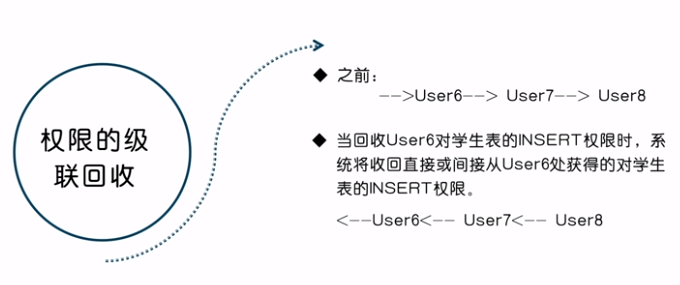 权限的级
联回收
◆ 之前：
-->User6--> User7--> User8
◆ 当回收User6对学生表的INSERT权限时，系
统将收回直接或间接从User6处获得的对学生
表的INSERT权限。
<--User6<-- User7<-- User8